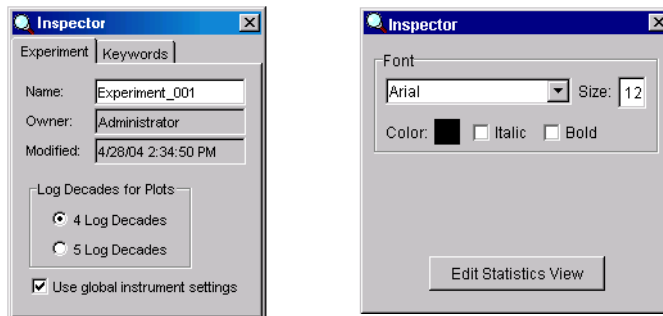 Inspector
Experiment Keywords
Name: Experiment_001
Owner: Administrator
Modified: 4/28/04 2:34:50 PM
Log Decades for Plots
4 Log Decades
5 Log Decades
Use global instrument settings
Inspector
Font
Arial Size: 12
Color: Italic Bold
Edit Statistics View